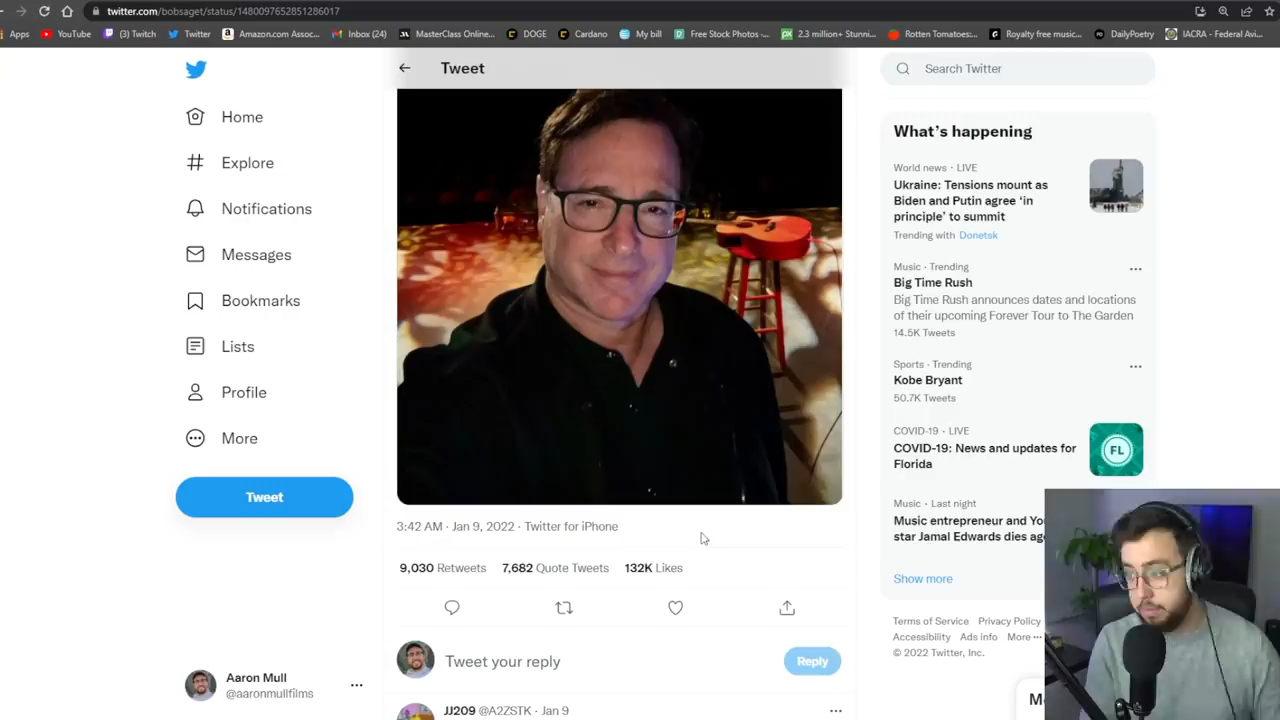 twitter.com/bobsaget/status/1480097652851286017
Apps
YouTube
(3) Twitch
Twitter
Amazon.com Assoc...
Inbox (24)
MasterClass Online...
DOGE
Cardano
My bill
Free Stock Photos -...
2.3 million+ Stunni...
Rotten Tomatoes:...
Royalty free music...
DailyPoetry
IACRA - Federal Avi...
Home
Explore
Notifications
Messages
Bookmarks
Lists
Profile
More
Tweet
Aaron Mull
@aaronmullfilms
Tweet
3:42 AM · Jan 9, 2022 · Twitter for iPhone
9,030 Retweets 7,682 Quote Tweets 132K Likes
Tweet your reply
Reply
JJ209 @A2ZSTK · Jan 9
Search Twitter
What's happening
World news · LIVE
Ukraine: Tensions mount as
Biden and Putin agree 'in
principle' to summit
Trending with Donetsk
Music · Trending
Big Time Rush
Big Time Rush announces dates and locations
of their upcoming Forever Tour to The Garden
14.5K Tweets
Sports · Trending
Kobe Bryant
50.7K Tweets
COVID-19 · LIVE
COVID-19: News and updates for
Florida
FL
Music · Last night
Music entrepreneur and Yo
star Jamal Edwards dies ag
Show more
Terms of Service Privacy Policy
Accessibility Ads info More ···
© 2022 Twitter, Inc.